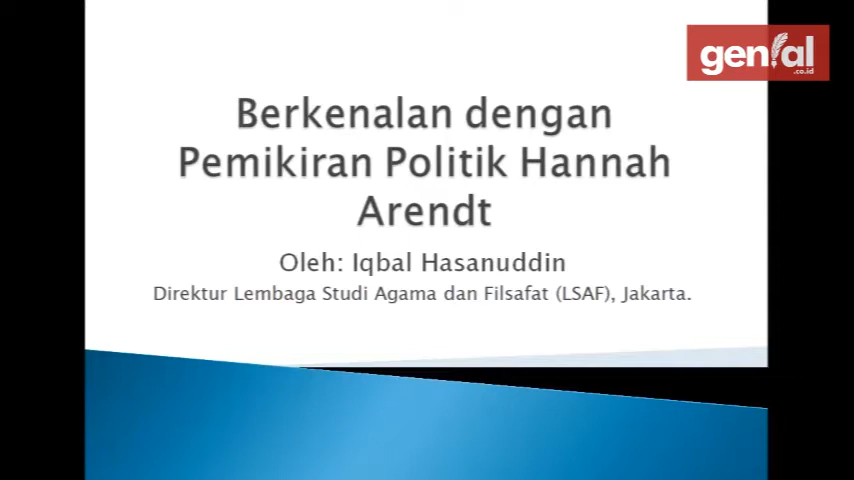 genial
.co.id
Berkenalan dengan
Pemikiran Politik Hannah
Arendt
Oleh: Iqbal Hasanuddin
Direktur Lembaga Studi Agama dan Filsafat (LSAF), Jakarta.